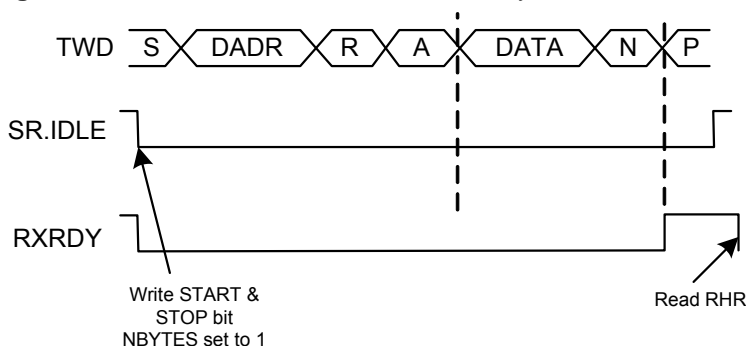 TWD S DADR R A DATA N P
SR.IDLE
RXRDY
Write START &
STOP bit
NBYTES set to 1
Read RHR